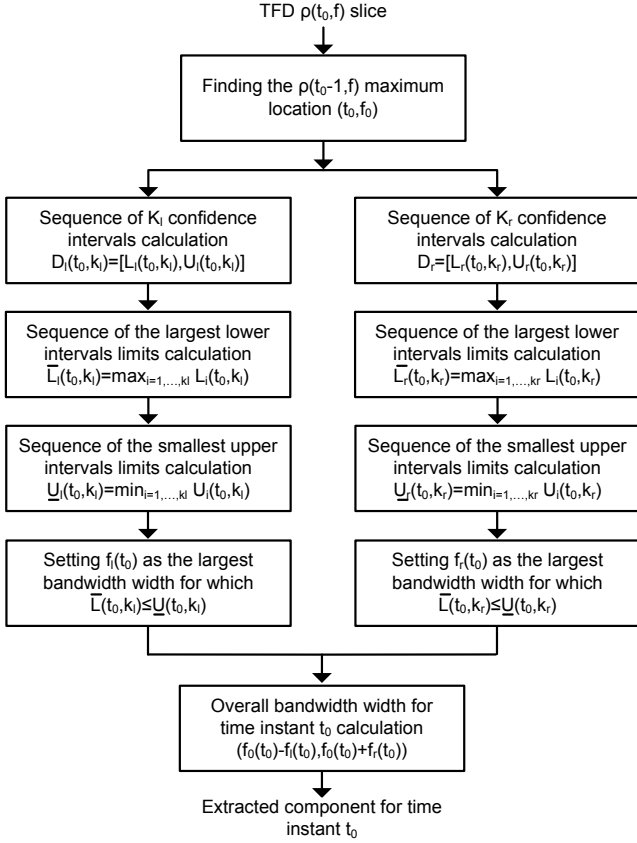 TFD ρ(t₀,f) slice
Finding the ρ(t₀-1,f) maximum
location (t₀,f₀)
Sequence of Kₗ confidence
intervals calculation
Dₗ(t₀,kₗ)=[Lₗ(t₀,kₗ),Uₗ(t₀,kₗ)]
Sequence of Kᵣ confidence
intervals calculation
Dᵣ=[Lᵣ(t₀,kᵣ),Uᵣ(t₀,kᵣ)]
Sequence of the largest lower
intervals limits calculation
L̅ₗ(t₀,kₗ)=maxᵢ₌₁,...,ₖₗ Lᵢ(t₀,kₗ)
Sequence of the largest lower
intervals limits calculation
L̅ᵣ(t₀,kᵣ)=maxᵢ₌₁,...,ₖᵣ Lᵢ(t₀,kᵣ)
Sequence of the smallest upper
intervals limits calculation
U̲ₗ(t₀,kₗ)=minᵢ₌₁,...,ₖₗ Uᵢ(t₀,kₗ)
Sequence of the smallest upper
intervals limits calculation
U̲ᵣ(t₀,kᵣ)=minᵢ₌₁,...,ₖᵣ Uᵢ(t₀,kᵣ)
Setting fₗ(t₀) as the largest
bandwidth width for which
L̅(t₀,kₗ)≤U̲(t₀,kₗ)
Setting fᵣ(t₀) as the largest
bandwidth width for which
L̅(t₀,kᵣ)≤U̲(t₀,kᵣ)
Overall bandwidth width for
time instant t₀ calculation
(f₀(t₀)-fₗ(t₀),f₀(t₀)+fᵣ(t₀))
Extracted component for time
instant t₀